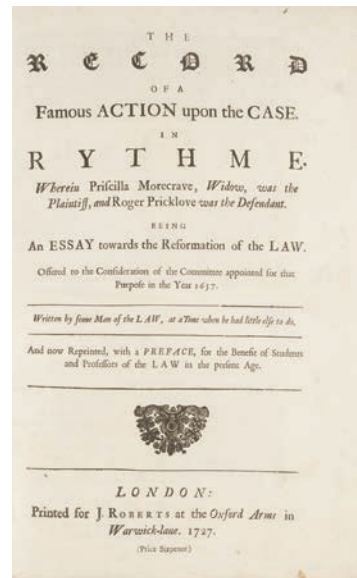 THE
RECORD
OF A
Famous ACTION upon the CASE.
IN
RYTHME.
Wherein Priſcilla Morecrave, Widow, was the
Plaintiff, and Roger Pricklove was the Defendant.
BEING
An ESSAY towards the Reformation of the LAW.
Offered to the Conſideration of the Committee appointed for that
Purpoſe in the Year 1657.
Written by ſome Man of the LAW, at a Time when he had little elſe to do,
And now Reprinted, with a PREFACE, for the Benefit of Students
and Profeſſors of the LAW in the preſent Age.
LONDON:
Printed for J. ROBERTS at the Oxford Arms in
Warwick-lane. 1727.
(Price Sixpence)